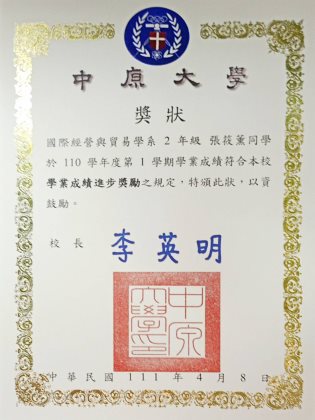 中原大學
獎狀
國際經營與貿易學系 2 年級 張筱薰同學
於 110 學年度第 1 學期學業成績符合本校
學業成績進步獎勵之規定，特頒此狀，以資
鼓勵。
校長 李英明
中原大學印
中華民國 111 年 4 月 8 日